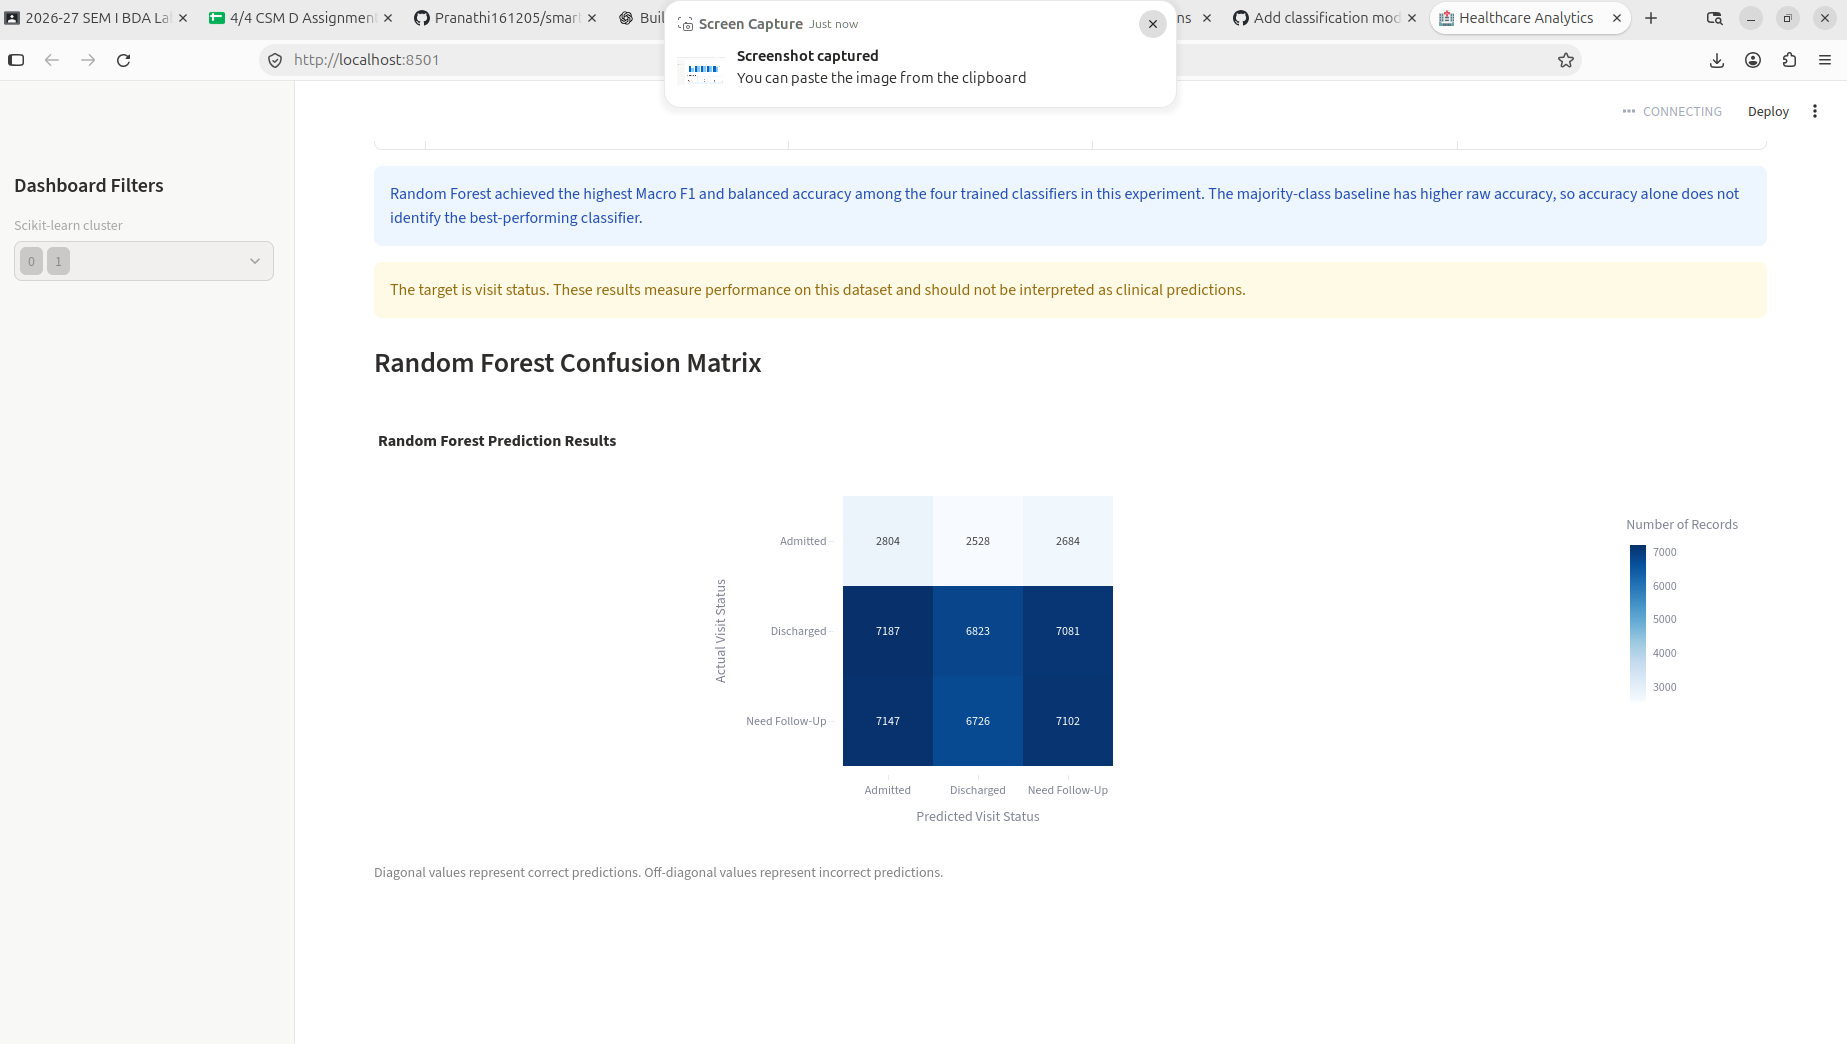 2026-27 SEM I BDA La
4/4 CSM D Assignmen
Pranathi161205/smar
Buil
ns
Add classification mod
Healthcare Analytics
Screen Capture Just now
Screenshot captured
You can paste the image from the clipboard
http://localhost:8501
CONNECTING
Deploy
Dashboard Filters
Scikit-learn cluster
0 1
Random Forest achieved the highest Macro F1 and balanced accuracy among the four trained classifiers in this experiment. The majority-class baseline has higher raw accuracy, so accuracy alone does not
identify the best-performing classifier.
The target is visit status. These results measure performance on this dataset and should not be interpreted as clinical predictions.
Random Forest Confusion Matrix
Random Forest Prediction Results
Actual Visit Status
Admitted 2804 2528 2684
Discharged 7187 6823 7081
Need Follow-Up 7147 6726 7102
Admitted Discharged Need Follow-Up
Predicted Visit Status
Number of Records
7000
6000
5000
4000
3000
Diagonal values represent correct predictions. Off-diagonal values represent incorrect predictions.